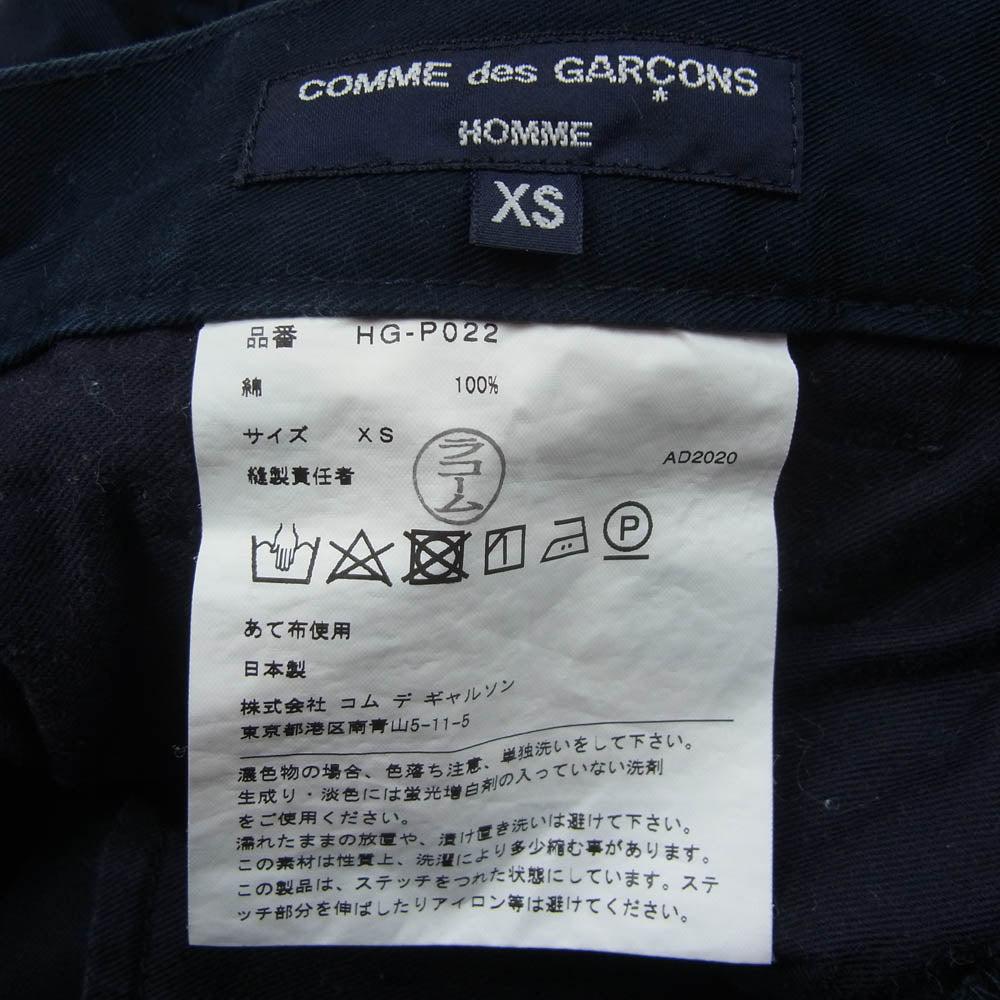 COMME des GARÇONS
*
HOMME
XS
品番 HG-P022
綿 100%
サイズ XS
縫製責任者 ラコーム AD2020
P
あて布使用
日本製
株式会社 コム デ ギャルソン
東京都港区南青山5-11-5
濃色物の場合、色落ち注意、単独洗いをして下さい。
生成り・淡色には蛍光増白剤の入っていない洗剤
をご使用ください。
濡れたままの放置や、漬け置き洗いは避けて下さい。
この素材は性質上、洗濯により多少縮む事があります。
この製品は、ステッチをつれた状態にしています。ステ
ッチ部分を伸ばしたりアイロン等は避けてください。